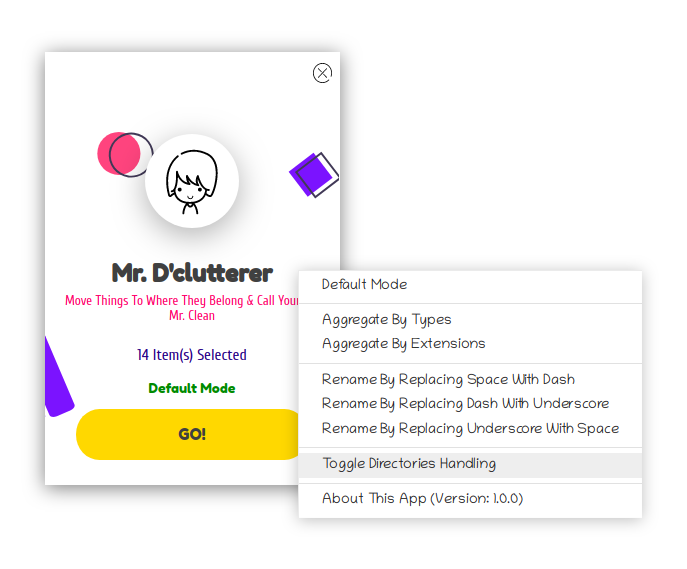 Mr. D'clutterer
Move Things To Where They Belong & Call Your
Mr. Clean
14 Item(s) Selected
Default Mode
GO!
Default Mode
Aggregate By Types
Aggregate By Extensions
Rename By Replacing Space With Dash
Rename By Replacing Dash With Underscore
Rename By Replacing Underscore With Space
Toggle Directories Handling
About This App (Version: 1.0.0)